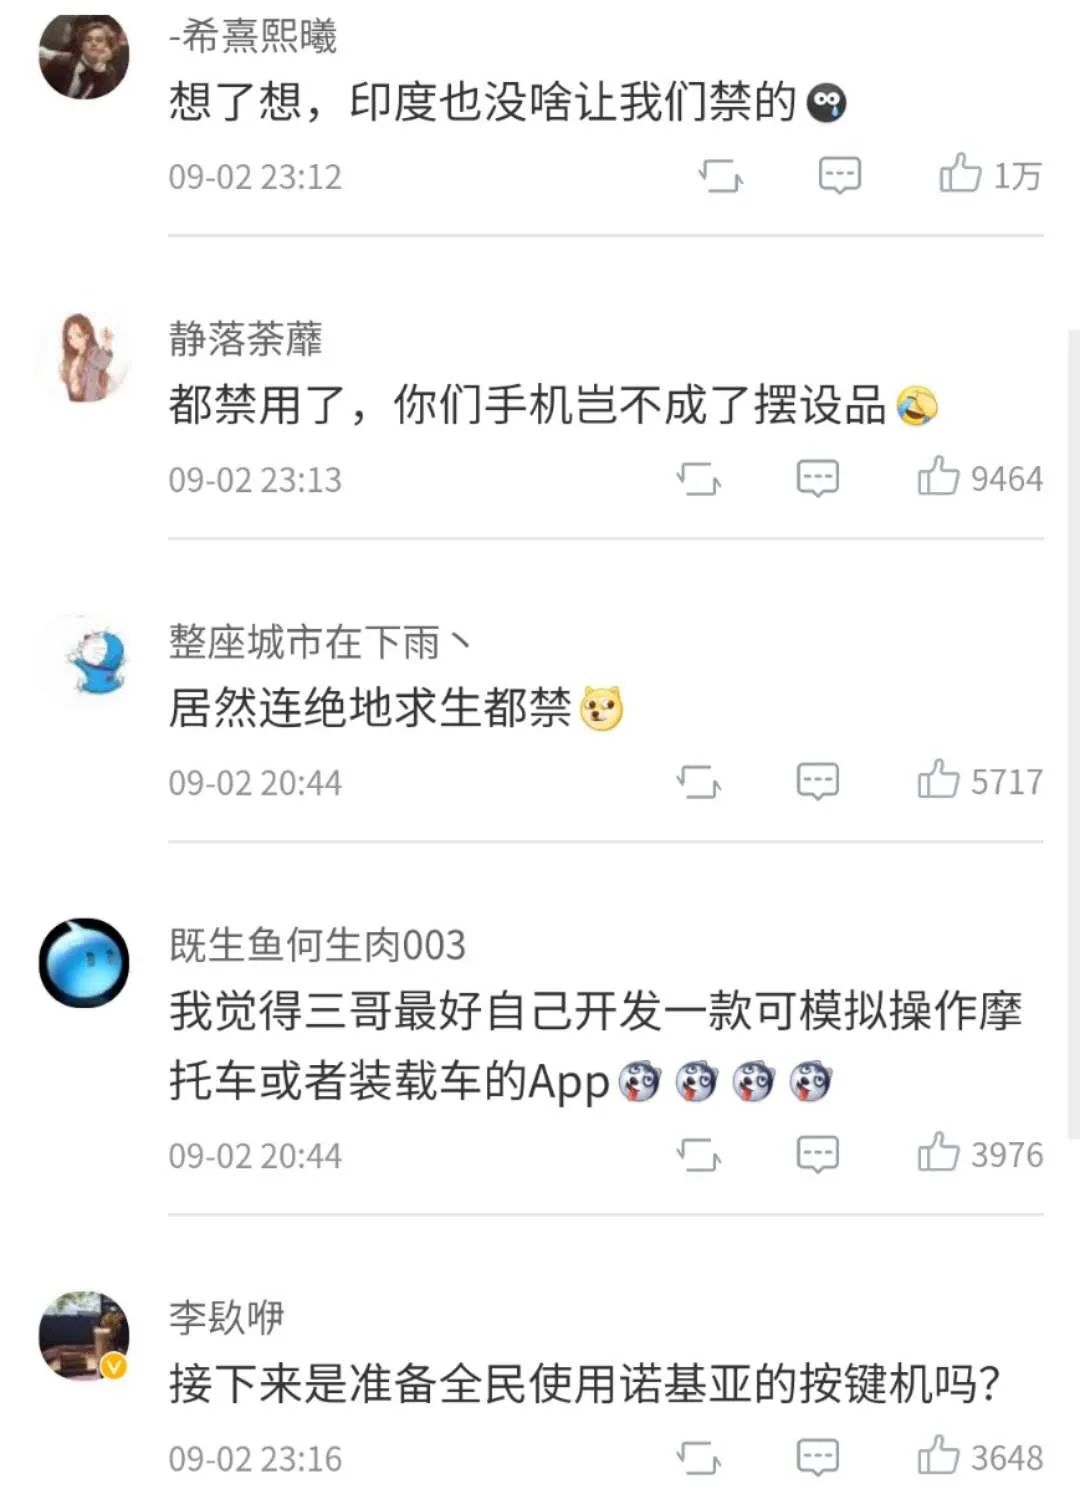 -希熹熙曦
想了想，印度也没啥让我们禁的
09-02 23:12
1万
静落荼蘼
都禁用了，你们手机岂不成了摆设品
09-02 23:13
9464
整座城市在下雨丶
居然连绝地求生都禁
09-02 20:44
5717
既生鱼何生肉003
我觉得三哥最好自己开发一款可模拟操作摩
托车或者装载车的App
09-02 20:44
3976
李镹咿
接下来是准备全民使用诺基亚的按键机吗？
09-02 23:16
3648